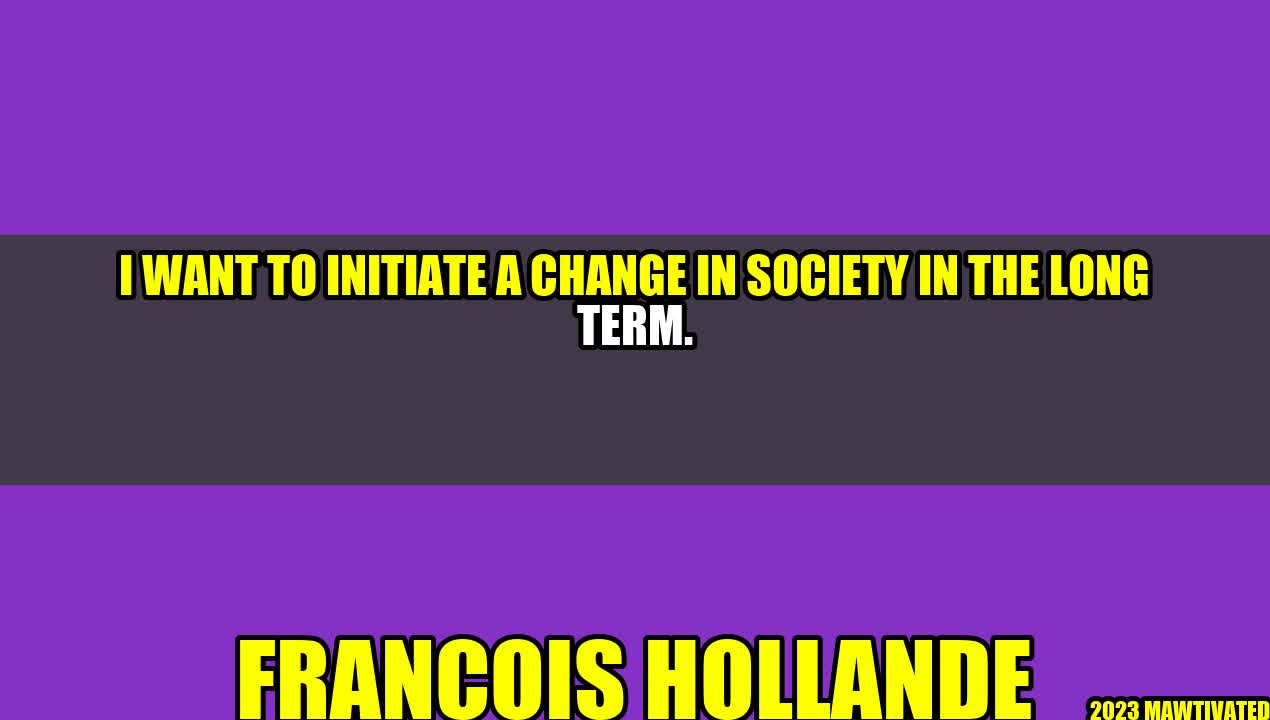 I WANT TO INITIATE A CHANGE IN SOCIETY IN THE LONG
TERM.
FRANCOIS HOLLANDE
2023 MAWTIVATED